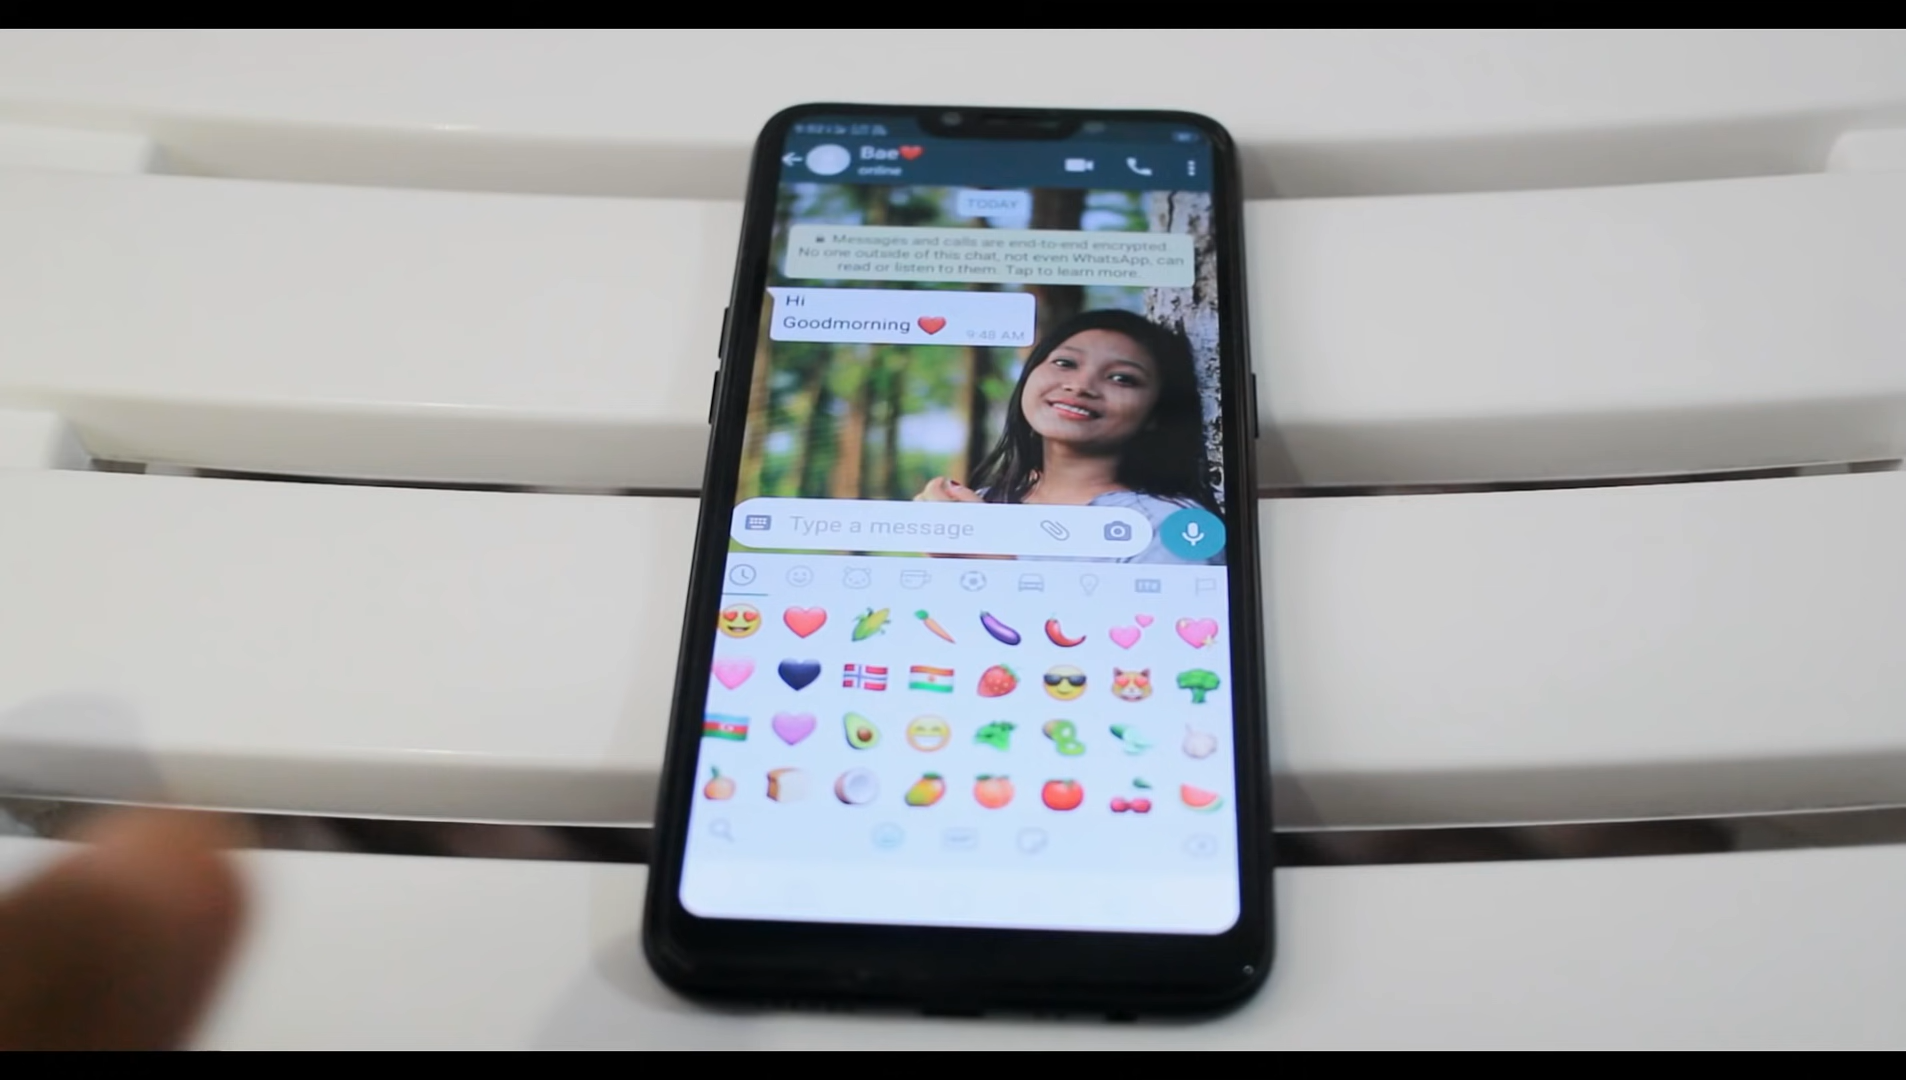 Bae❤️
online
TODAY
Messages and calls are end-to-end encrypted.
No one outside of this chat, not even WhatsApp, can
read or listen to them. Tap to learn more.
Hi
Goodmorning ❤️
9:48 AM
Type a message